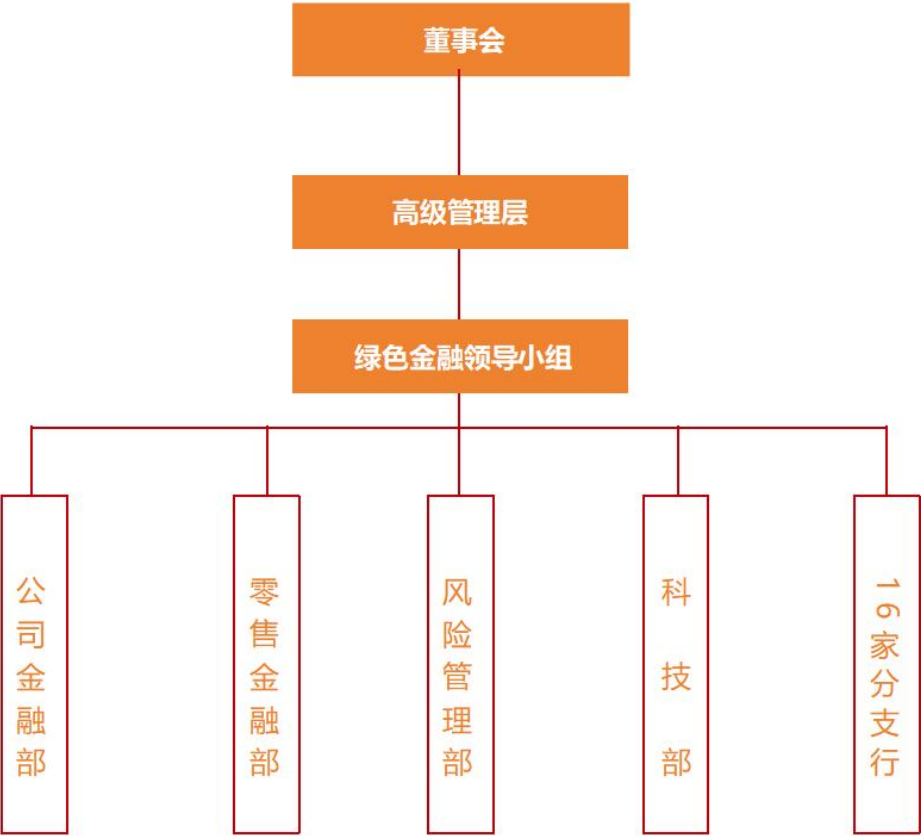 董事会
高级管理层
绿色金融领导小组
公司金融部
零售金融部
风险管理部
科技部
16家分支行